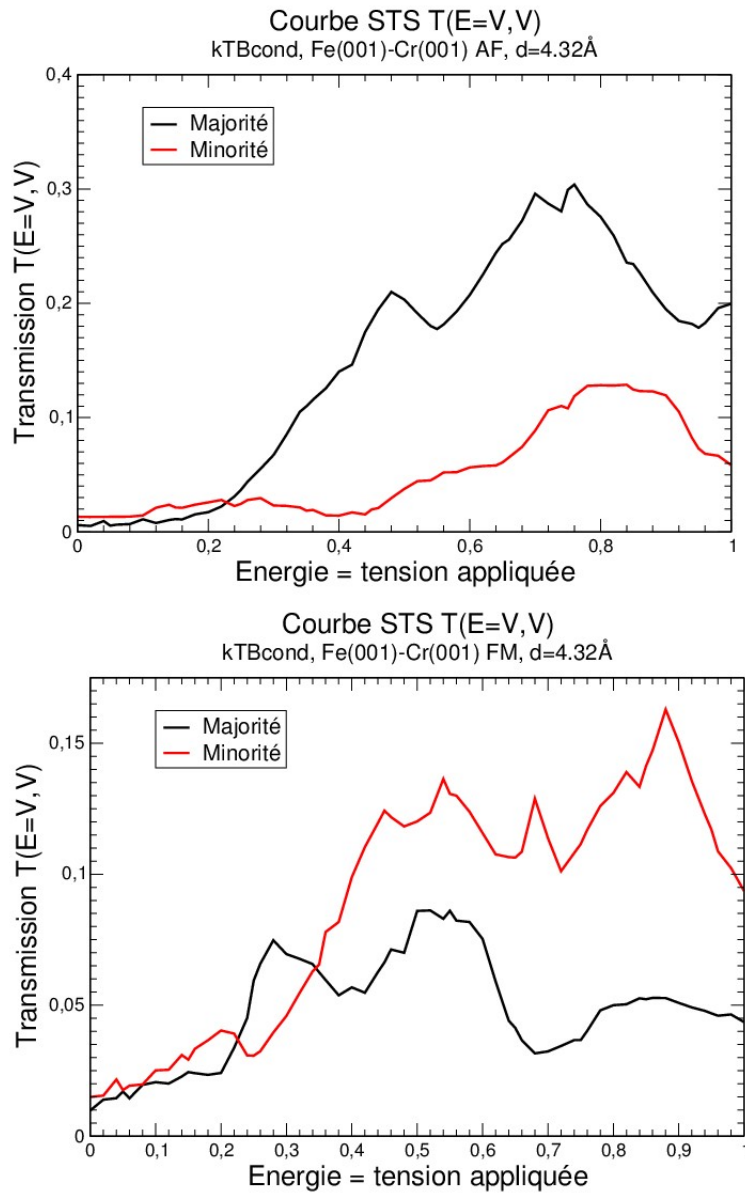 Courbe STS T(E=V,V)
kTBcond, Fe(001)-Cr(001) AF, d=4.32Å
Majorité
Minorité
Transmission T(E=V,V)
0,4
0,3
0,2
0,1
0
0
0,2
0,4
0,6
0,8
1
Energie = tension appliquée
Courbe STS T(E=V,V)
kTBcond, Fe(001)-Cr(001) FM, d=4.32Å
Majorité
Minorité
Transmission T(E=V,V)
0,15
0,1
0,05
0
0
0,1
0,2
0,3
0,4
0,5
0,6
0,7
0,8
0,9
1
Energie = tension appliquée